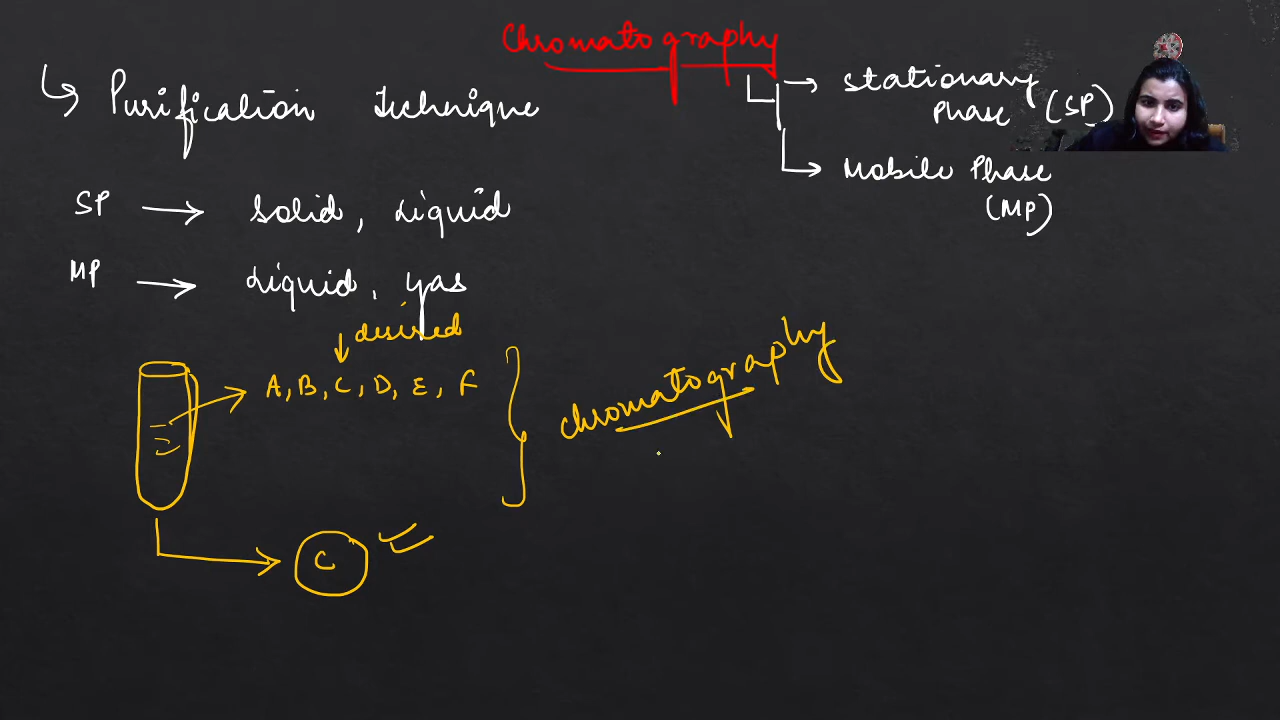 Chromatography
↳ Purification Technique
→ Stationary
Phase (SP)
→ Mobile Phase
(MP)
SP → Solid, Liquid
MP → Liquid, gas
desired
A, B, C, D, E, F
chromatography
C